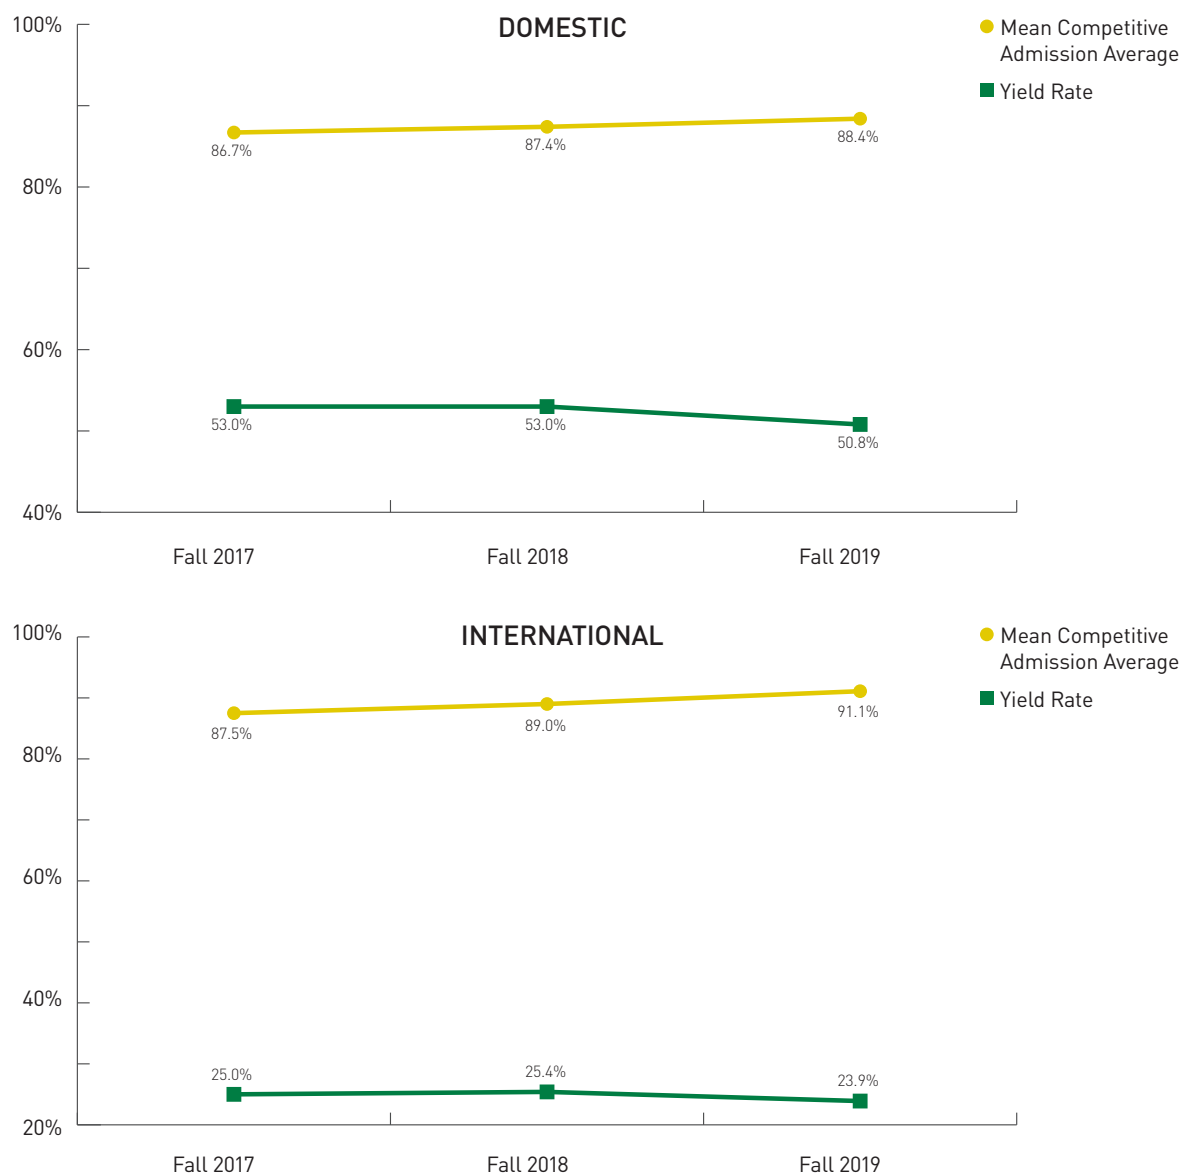 DOMESTIC
Mean Competitive
Admission Average
Yield Rate
100%
80%
60%
40%
86.7%
87.4%
88.4%
53.0%
53.0%
50.8%
Fall 2017
Fall 2018
Fall 2019
INTERNATIONAL
Mean Competitive
Admission Average
Yield Rate
100%
80%
60%
40%
20%
87.5%
89.0%
91.1%
25.0%
25.4%
23.9%
Fall 2017
Fall 2018
Fall 2019